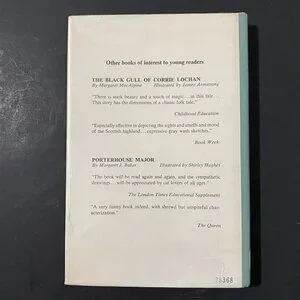 Other books of interest to young readers
THE BLACK GULL OF CORRIE LOCHAN
By Margaret MacAlpine Illustrated by James Armstrong
"There is stark beauty and a touch of magic . . . in this title . . .
This story has the dimensions of a classic folk tale."
Childhood Education
"Especially effective in depicting the sights and smells and mood
of the Scottish highland . . . expressive gray wash sketches."
Book Week
PORTERHOUSE MAJOR
By Margaret J. Baker Illustrated by Shirley Hughes
"The book will be read again and again, and the sympathetic
drawings . . . will be appreciated by cat lovers of all ages."
The London Times Educational Supplement
"A very funny book indeed, with shrewd but unspiteful char-
acterization."
The Queen